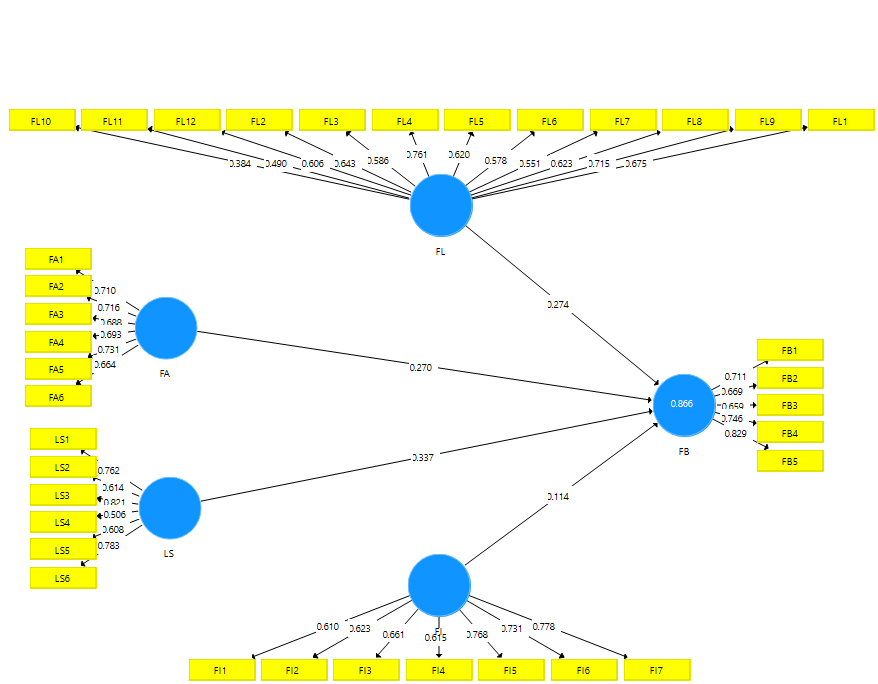 FL10 FL11 FL12 FL2 FL3 FL4 FL5 FL6 FL7 FL8 FL9 FL1
0.384 0.490 0.606 0.643 0.586 0.761 0.620 0.578 0.551 0.623 0.715 0.675
FL
FA1
FA2
FA3
FA4
FA5
FA6
0.710
0.716
0.688
0.693
0.731
0.664
FA
0.274
0.270
0.337
0.114
LS1
LS2
LS3
LS4
LS5
LS6
0.762
0.614
0.821
0.506
0.608
0.783
LS
0.866
FB
0.711
0.669
0.659
0.746
0.829
FB1
FB2
FB3
FB4
FB5
FI
0.610 0.623 0.661 0.615 0.768 0.731 0.778
FI1 FI2 FI3 FI4 FI5 FI6 FI7